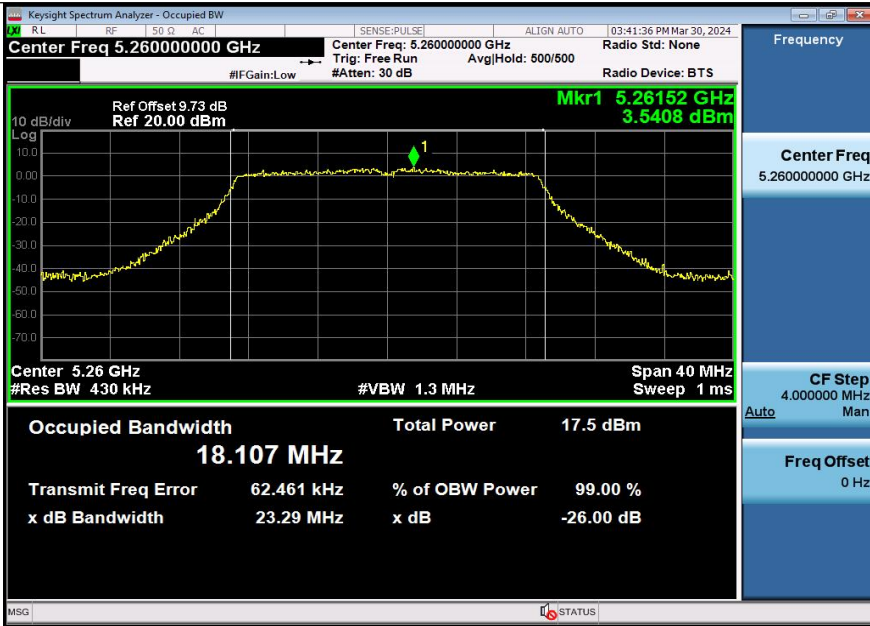 Keysight Spectrum Analyzer - Occupied BW
LXI RL RF 50 Ω AC SENSE:PULSE ALIGN AUTO 03:41:36 PM Mar 30, 2024
Center Freq 5.260000000 GHz
Center Freq: 5.260000000 GHz
Radio Std: None
Trig: Free Run Avg|Hold: 500/500
#IFGain:Low #Atten: 30 dB Radio Device: BTS
Frequency
Ref Offset 9.73 dB
10 dB/div Ref 20.00 dBm
Mkr1 5.26152 GHz
3.5408 dBm
Log
10.0
0.00
-10.0
-20.0
-30.0
-40.0
-50.0
-60.0
-70.0
1
Center 5.26 GHz Span 40 MHz
#Res BW 430 kHz #VBW 1.3 MHz Sweep 1 ms
Occupied Bandwidth Total Power 17.5 dBm
18.107 MHz
Transmit Freq Error 62.461 kHz % of OBW Power 99.00 %
x dB Bandwidth 23.29 MHz x dB -26.00 dB
Center Freq
5.260000000 GHz
CF Step
4.000000 MHz
Auto Man
Freq Offset
0 Hz
MSG STATUS